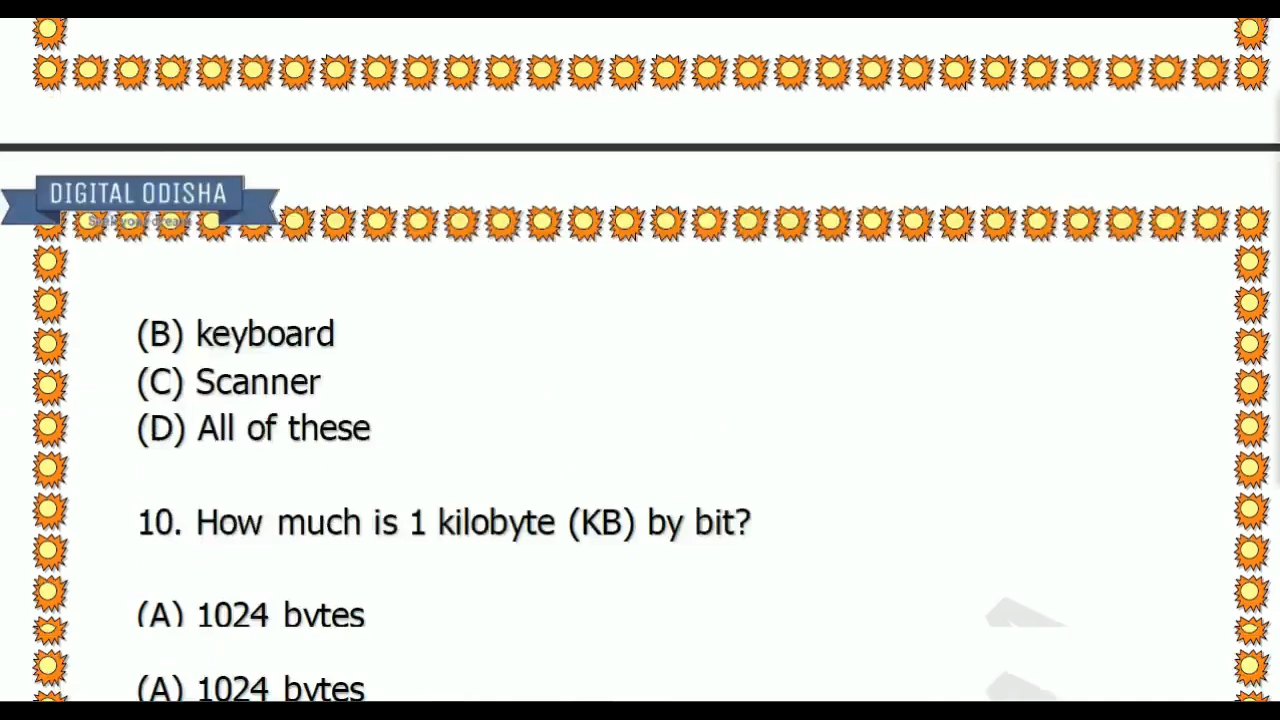 DIGITAL ODISHA
(B) keyboard
(C) Scanner
(D) All of these
10. How much is 1 kilobyte (KB) by bit?
(A) 1024 bytes
(A) 1024 bytes